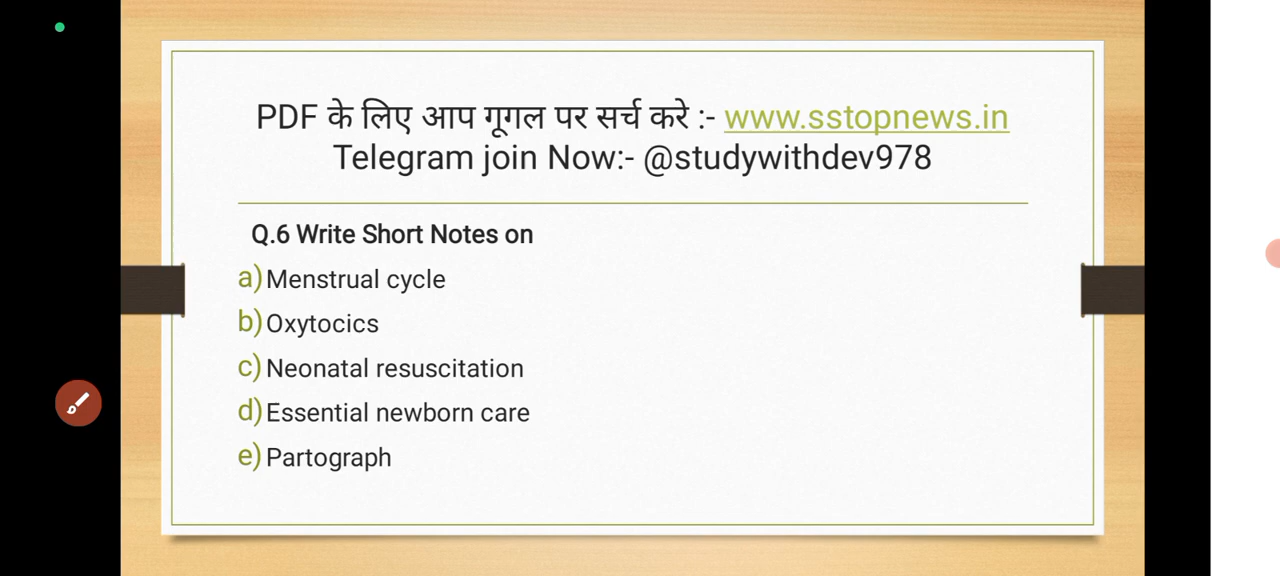 PDF के लिए आप गूगल पर सर्च करे :- www.sstopnews.in
Telegram join Now:- @studywithdev978
Q.6 Write Short Notes on
a) Menstrual cycle
b) Oxytocics
c) Neonatal resuscitation
d) Essential newborn care
e) Partograph